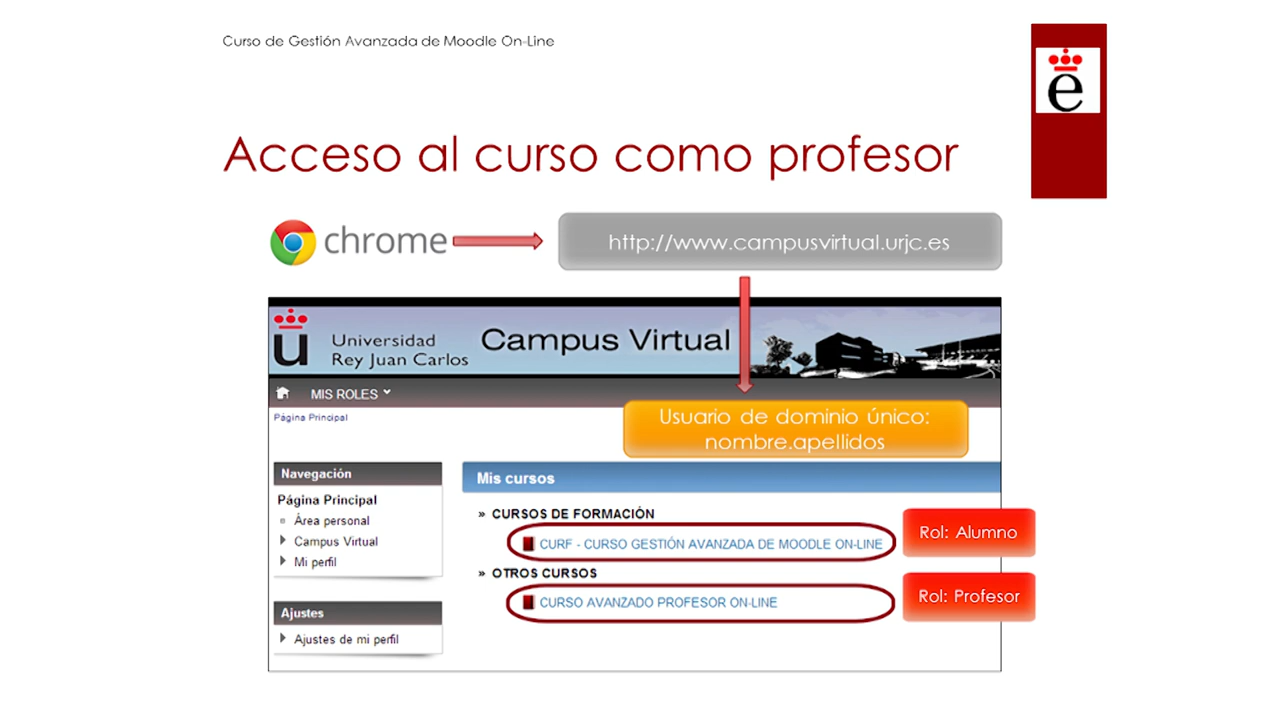 Curso de Gestión Avanzada de Moodle On-Line
e
Acceso al curso como profesor
chrome
http://www.campusvirtual.urjc.es
u
Universidad
Rey Juan Carlos
Campus Virtual
MIS ROLES
Página Principal
Usuario de dominio único:
nombre.apellidos
Navegación
Página Principal
Área personal
Campus Virtual
Mi perfil
Ajustes
Ajustes de mi perfil
Mis cursos
» CURSOS DE FORMACIÓN
CURF - CURSO GESTIÓN AVANZADA DE MOODLE ON-LINE
Rol: Alumno
» OTROS CURSOS
CURSO AVANZADO PROFESOR ON-LINE
Rol: Profesor